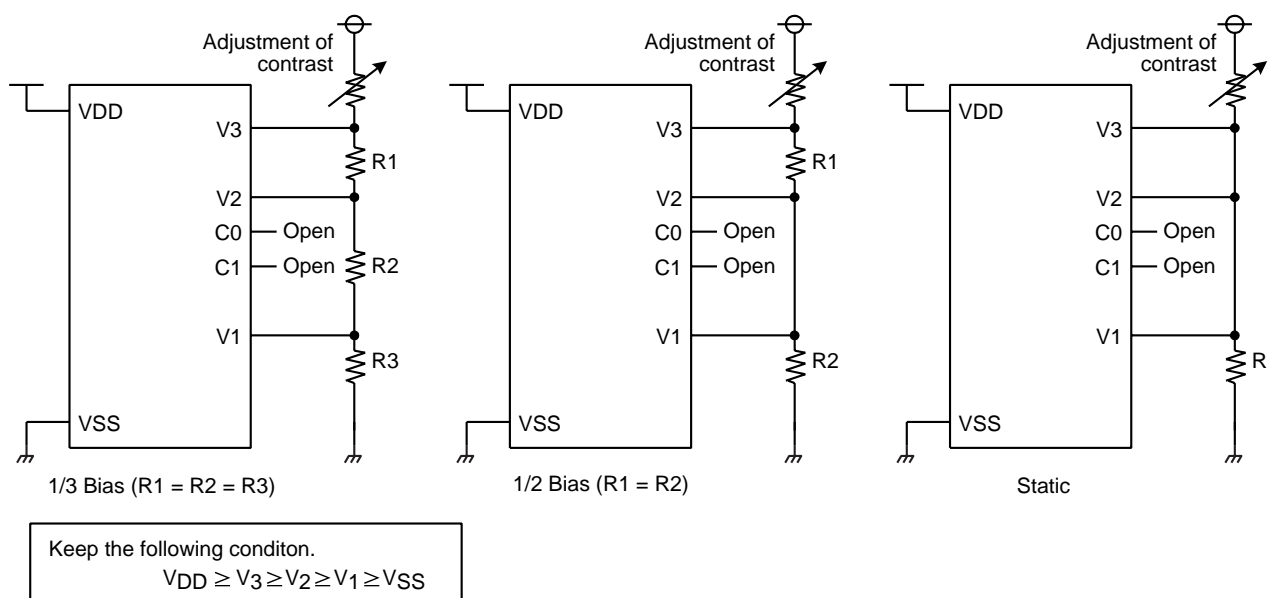 Adjustment of
contrast
VDD
V3
R1
V2
C0
Open
C1
Open
R2
V1
R3
VSS
1/3 Bias (R1 = R2 = R3)
Adjustment of
contrast
VDD
V3
R1
V2
C0
Open
C1
Open
V1
R2
VSS
1/2 Bias (R1 = R2)
Adjustment of
contrast
VDD
V3
V2
C0
Open
C1
Open
V1
R
VSS
Static
Keep the following conditon.
VDD ≥ V3 ≥ V2 ≥ V1 ≥ VSS